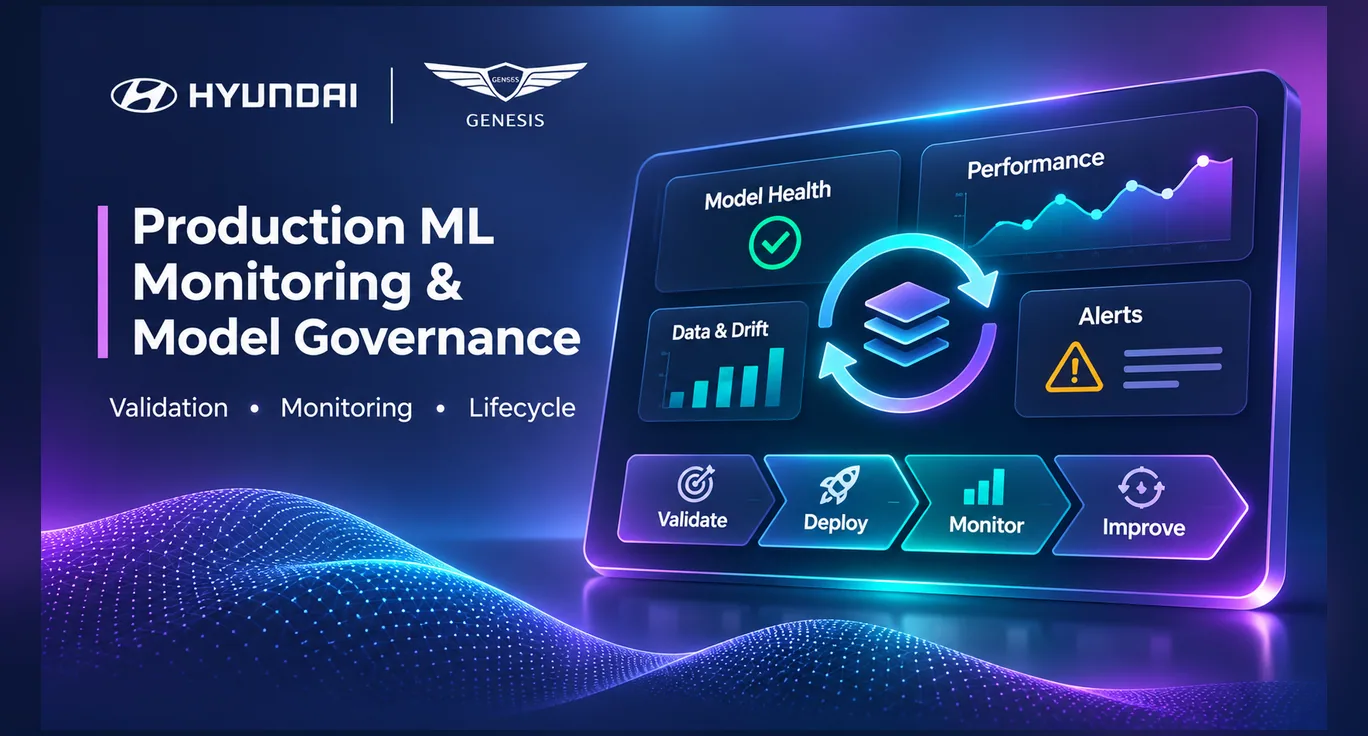 HYUNDAI
GENS6S
GENESIS
Production ML
Monitoring &
Model Governance
Validation • Monitoring • Lifecycle
Model Health
Performance
Data & Drift
Alerts
Validate
Deploy
Monitor
Improve